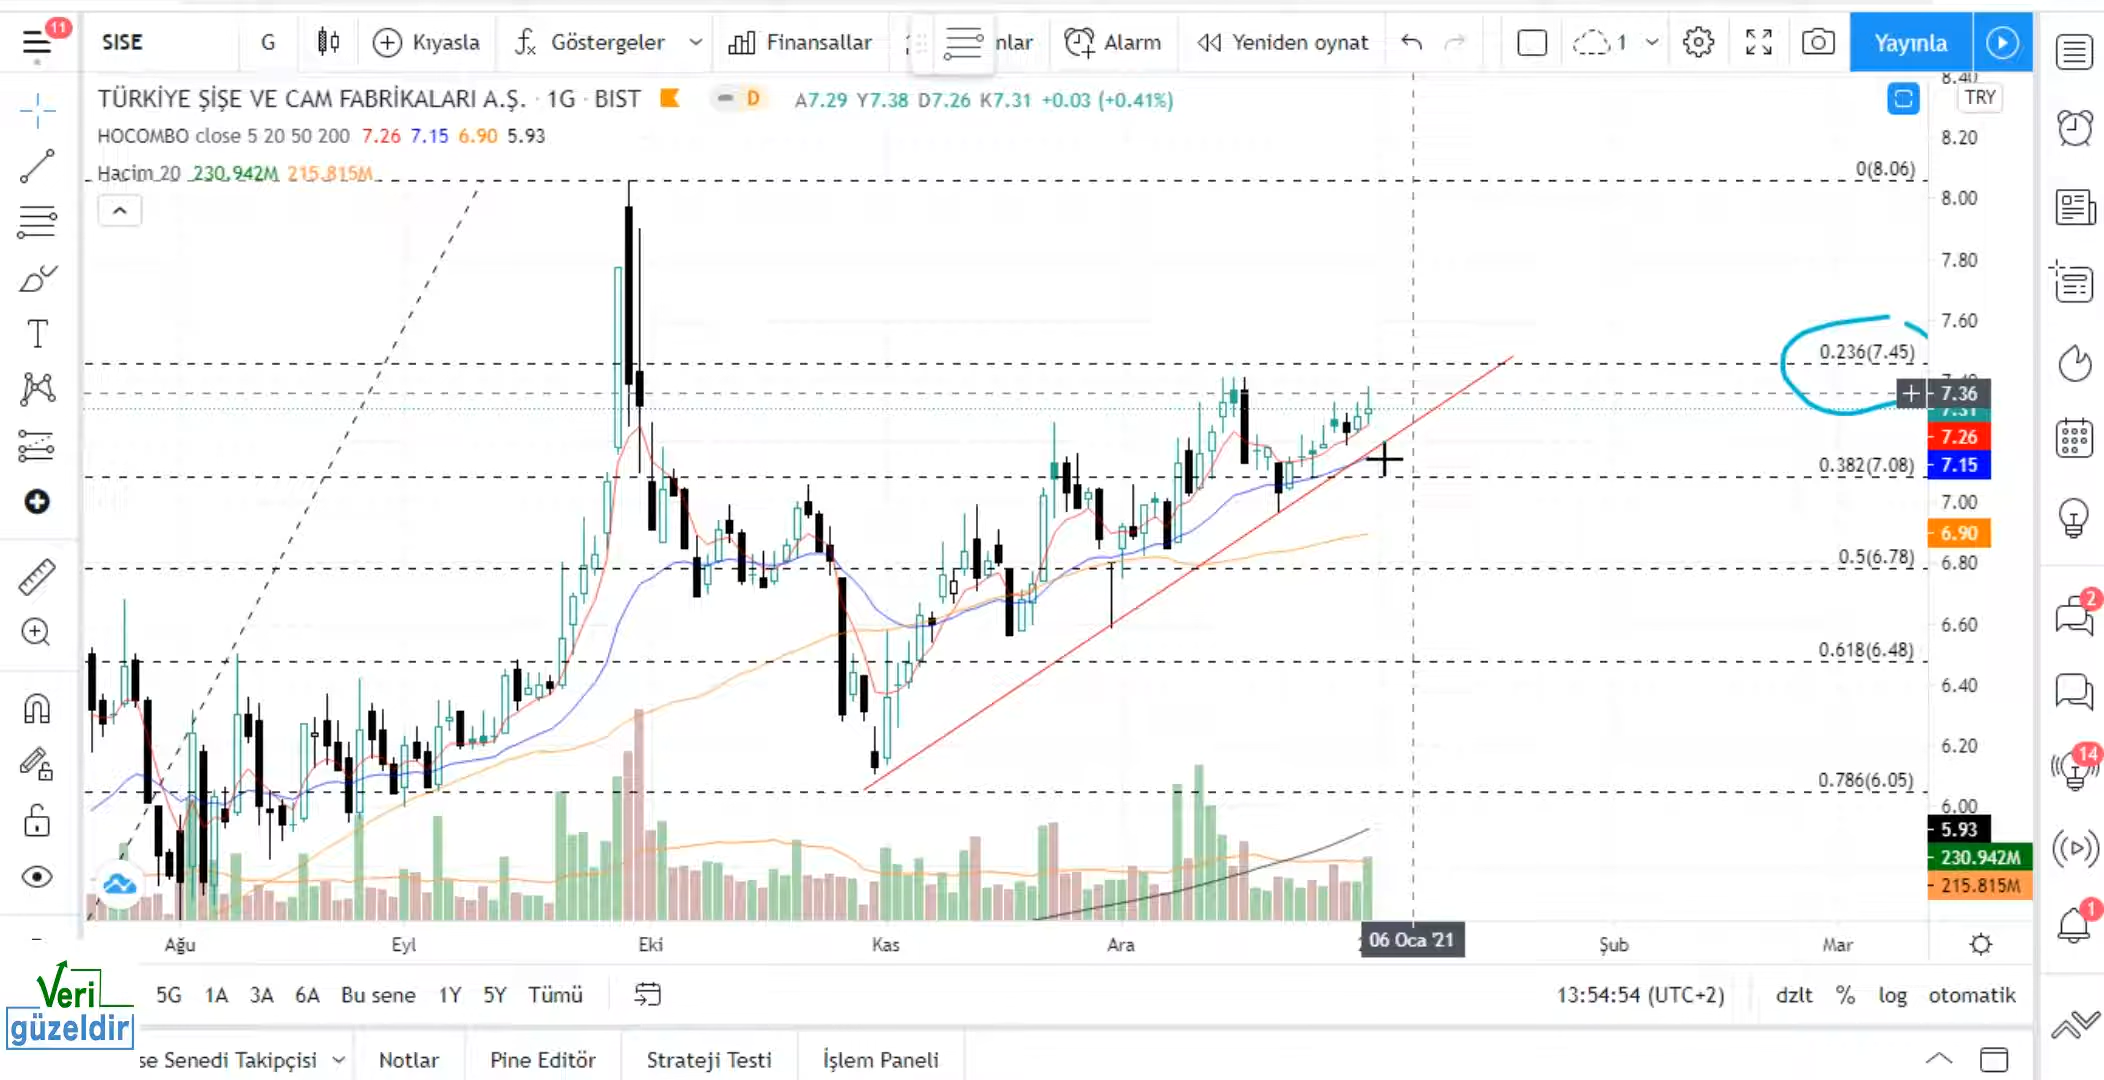 11
SISE
G
Kıyasla
Göstergeler
Finansallar
nlar
Alarm
Yeniden oynat
1
Yayınla
TÜRKİYE ŞİŞE VE CAM FABRİKALARI A.Ş. · 1G · BIST
D
A7.29 Y7.38 D7.26 K7.31 +0.03 (+0.41%)
8.40
TRY
HOCOMBO close 5 20 50 200 7.26 7.15 6.90 5.93
8.20
Hacim 20 230.942M 215.815M
0(8.06)
8.00
7.80
7.60
0.236(7.45)
7.40
7.36
7.31
7.26
0.382(7.08)
7.15
7.00
6.90
0.5(6.78)
6.80
6.60
2
0.618(6.48)
6.40
6.20
14
0.786(6.05)
6.00
5.93
230.942M
215.815M
1
Ağu
Eyl
Eki
Kas
Ara
06 Oca '21
Şub
Mar
5G
1A
3A
6A
Bu sene
1Y
5Y
Tümü
13:54:54 (UTC+2)
dzlt
%
log
otomatik
Veri
güzeldir
se Senedi Takipçisi
Notlar
Pine Editör
Strateji Testi
İşlem Paneli